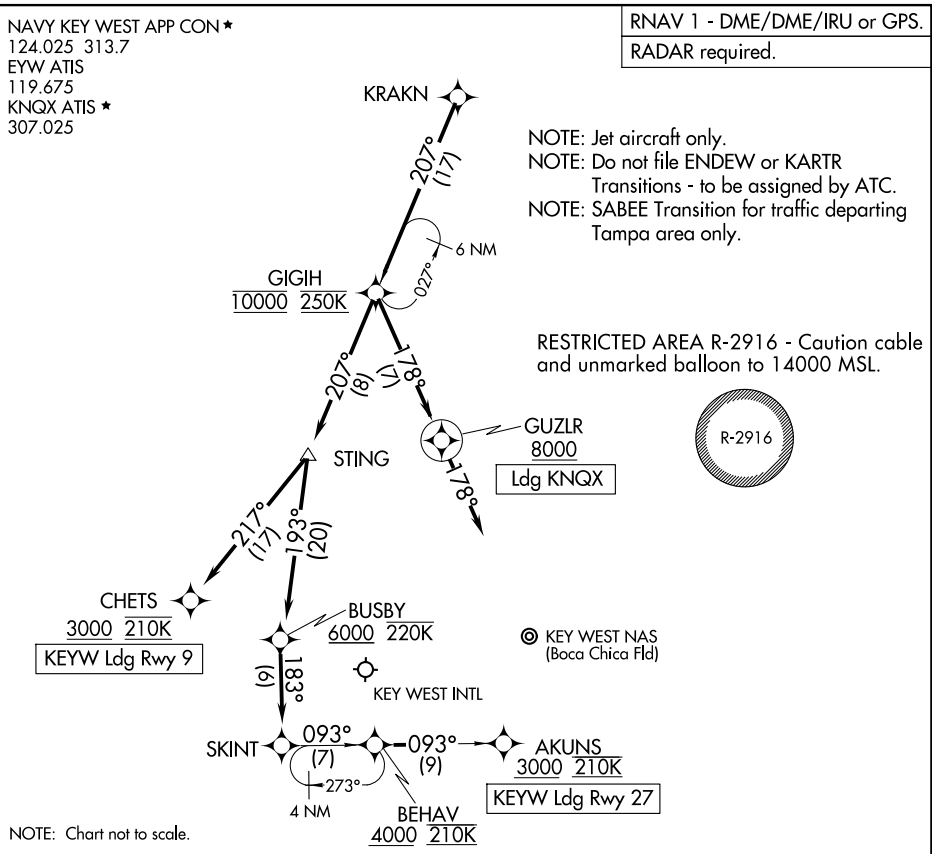 NAVY KEY WEST APP CON ★
124.025 313.7
EYW ATIS
119.675
KNQX ATIS ★
307.025
RNAV 1 - DME/DME/IRU or GPS.
RADAR required.
KRAKN
207°
(17)
NOTE: Jet aircraft only.
NOTE: Do not file ENDEW or KARTR
Transitions - to be assigned by ATC.
NOTE: SABEE Transition for traffic departing
Tampa area only.
6 NM
027°
GIGIH
10000 250K
RESTRICTED AREA R-2916 - Caution cable
and unmarked balloon to 14000 MSL.
R-2916
207°
(8)
178°
(7)
GUZLR
8000
Ldg KNQX
178°
STING
217°
(17)
193°
(20)
CHETS
3000 210K
KEYW Ldg Rwy 9
BUSBY
6000 220K
KEY WEST NAS
(Boca Chica Fld)
183°
(6)
KEY WEST INTL
SKINT
093°
(7)
093°
(9)
AKUNS
3000 210K
KEYW Ldg Rwy 27
273°
4 NM
BEHAV
4000 210K
NOTE: Chart not to scale.